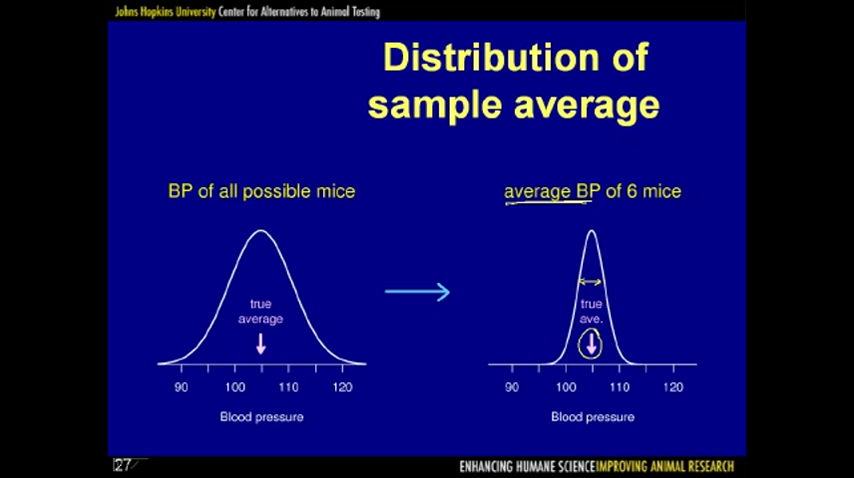 Johns Hopkins University Center for Alternatives to Animal Testing
Distribution of
sample average
BP of all possible mice
average BP of 6 mice
true
average
90 100 110 120
Blood pressure
true
ave.
90 100 110 120
Blood pressure
27
ENHANCING HUMANE SCIENCE IMPROVING ANIMAL RESEARCH